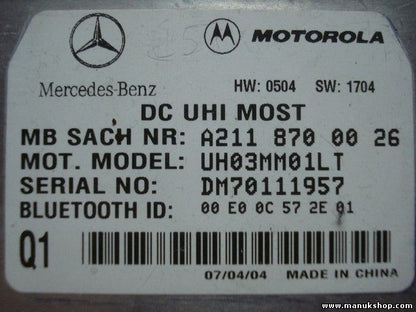 MOTOROLA
Mercedes-Benz HW: 0504 SW: 1704
DC UHI MOST
MB SACH NR: A211 870 00 26
MOT. MODEL: UH03MM01LT
SERIAL NO: DM70111957
BLUETOOTH ID: 00 E0 0C 57 2E 01
Q1
07/04/04 MADE IN CHINA
www.manukshop.com